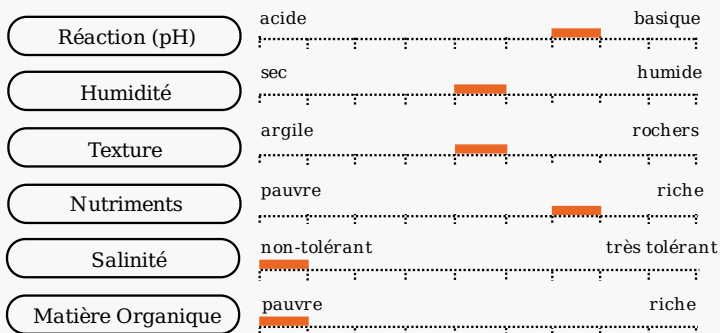 Réaction (pH)
acide basique
Humidité
sec humide
Texture
argile rochers
Nutriments
pauvre riche
Salinité
non-tolérant très tolérant
Matière Organique
pauvre riche